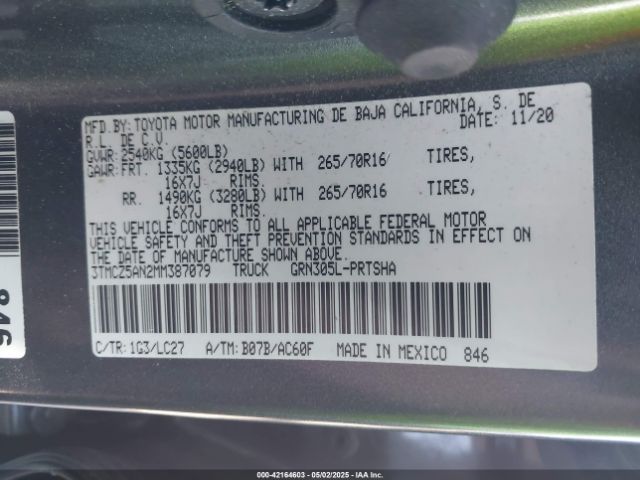 MFD.BY:TOYOTA MOTOR MANUFACTURING DE BAJA CALIFORNIA, S. DE
R.L. DE C.V. DATE: 11/20
GVWR: 2540KG (5600LB)
GAWR: FRT. 1335KG (2940LB) WITH 265/70R16 TIRES,
16X7J RIMS.
RR. 1490KG (3280LB) WITH 265/70R16 TIRES,
16X7J RIMS.
THIS VEHICLE CONFORMS TO ALL APPLICABLE FEDERAL MOTOR
VEHICLE SAFETY AND THEFT PREVENTION STANDARDS IN EFFECT ON
THE DATE OF MANUFACTURE SHOWN ABOVE.
3TMCZ5AN2MM387079 TRUCK GRN305L-PRTSHA
C/TR: 1G3/LC27 A/TM: B07B/AC60F MADE IN MEXICO 846
846
000-42164603 - 05/02/2025 - IAAI.COM